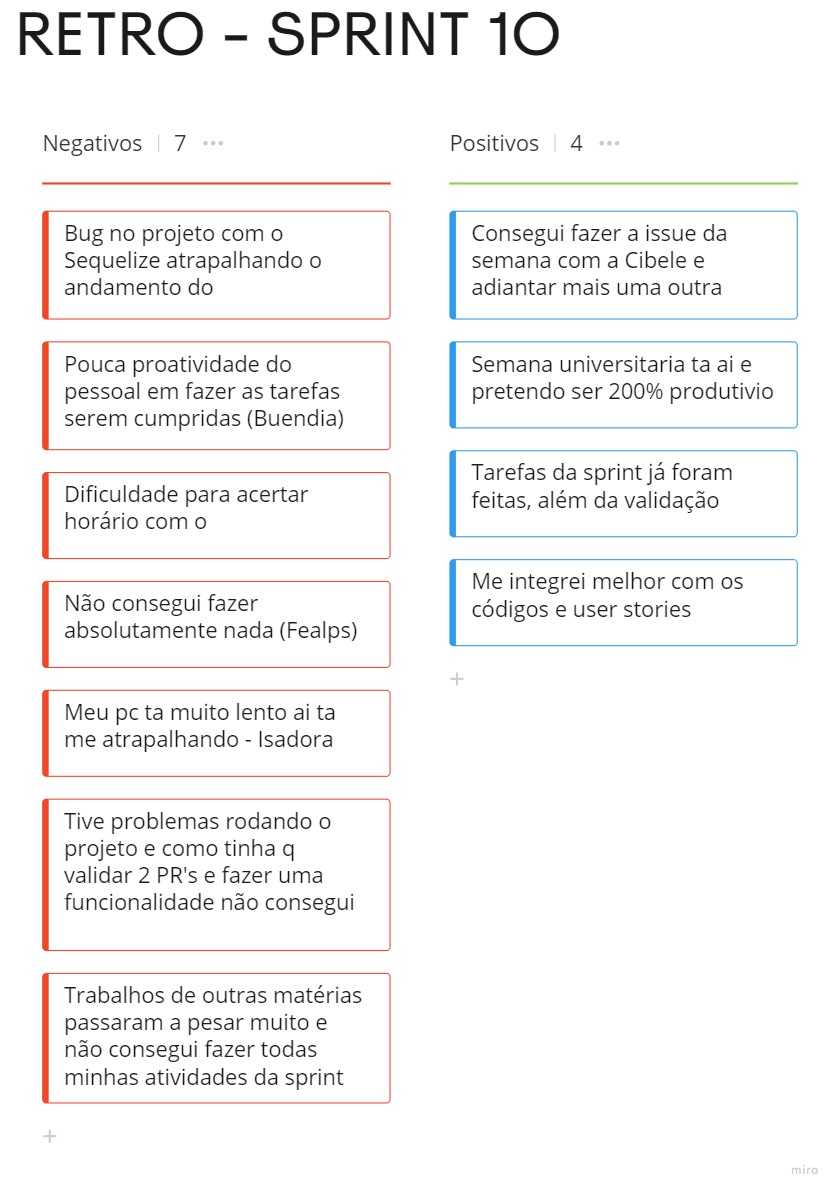 RETRO - SPRINT 10
Negativos 7 ...
Bug no projeto com o
Sequelize atrapalhando o
andamento do
Pouca proatividade do
pessoal em fazer as tarefas
serem cumpridas (Buendia)
Dificuldade para acertar
horário com o
Não consegui fazer
absolutamente nada (Fealps)
Meu pc ta muito lento ai ta
me atrapalhando - Isadora
Tive problemas rodando o
projeto e como tinha q
validar 2 PR's e fazer uma
funcionalidade não consegui
Trabalhos de outras matérias
passaram a pesar muito e
não consegui fazer todas
minhas atividades da sprint
+
Positivos 4 ...
Consegui fazer a issue da
semana com a Cibele e
adiantar mais uma outra
Semana universitaria ta ai e
pretendo ser 200% produtivio
Tarefas da sprint já foram
feitas, além da validação
Me integrei melhor com os
códigos e user stories
+
miro